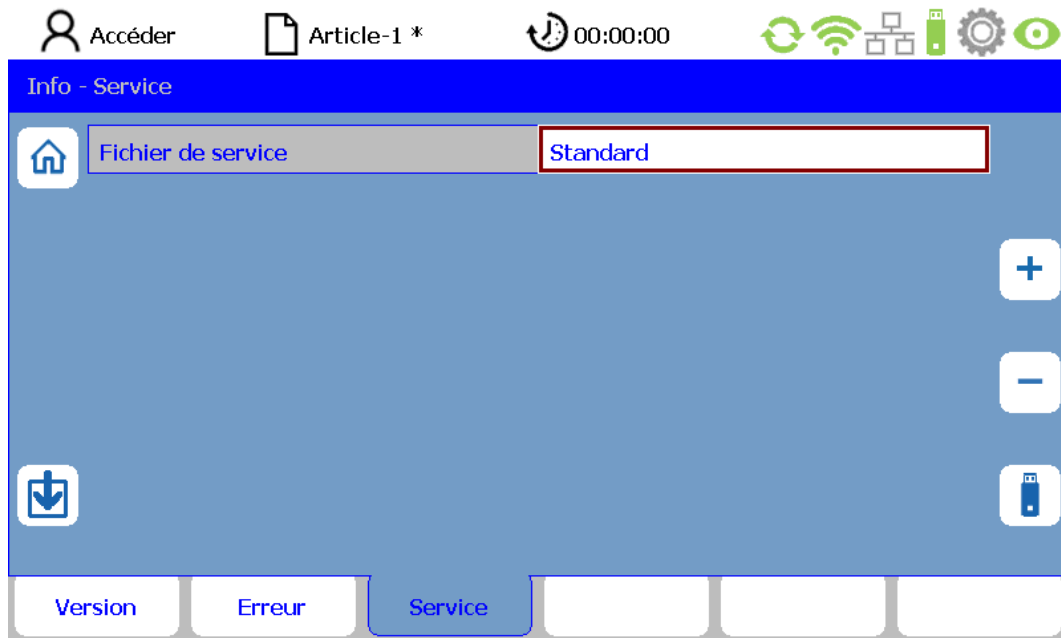 Accéder
Article-1 *
00:00:00
Info - Service
Fichier de service
Standard
Version
Erreur
Service